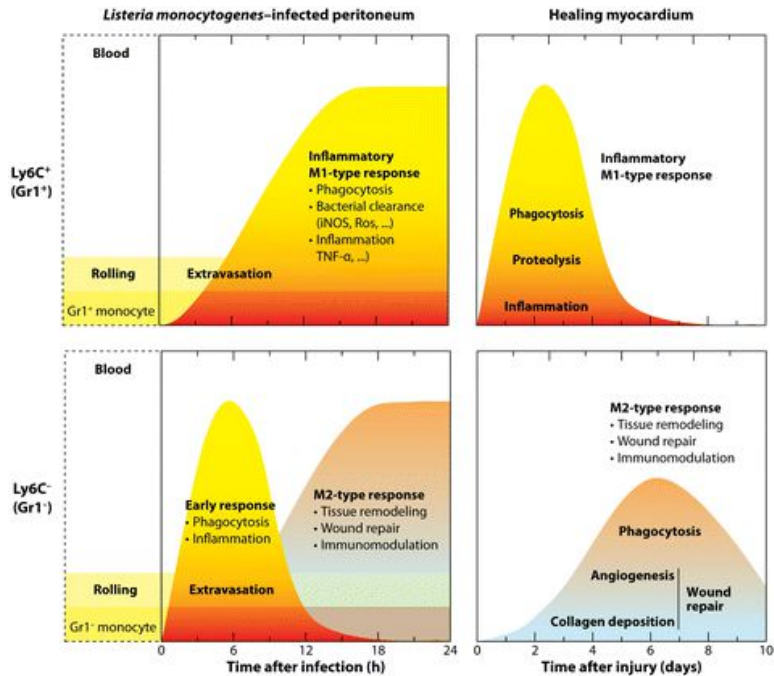 Listeria monocytogenes–infected peritoneum
Healing myocardium
Blood
Ly6C⁺
(Gr1⁺)
Rolling
Gr1⁺ monocyte
Extravasation
Inflammatory
M1-type response
• Phagocytosis
• Bacterial clearance
(iNOS, Ros, ...)
• Inflammation
TNF-α, ...)
Inflammatory
M1-type response
Phagocytosis
Proteolysis
Inflammation
Blood
Ly6C⁻
(Gr1⁻)
Rolling
Gr1⁻ monocyte
Early response
• Phagocytosis
• Inflammation
Extravasation
M2-type response
• Tissue remodeling
• Wound repair
• Immunomodulation
0 6 12 18 24
Time after infection (h)
M2-type response
• Tissue remodeling
• Wound repair
• Immunomodulation
Phagocytosis
Angiogenesis
Collagen deposition
Wound
repair
0 2 4 6 8 10
Time after injury (days)